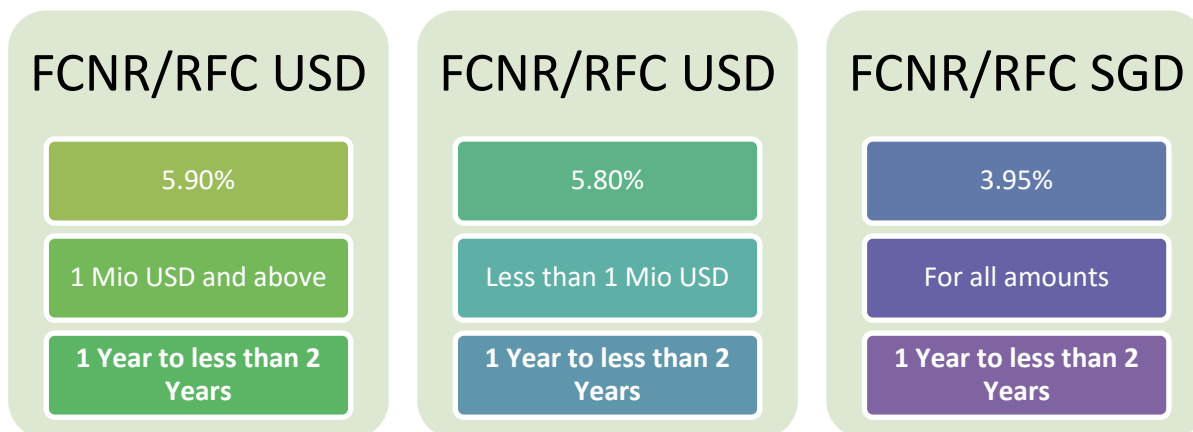 FCNR/RFC USD
5.90%
1 Mio USD and above
1 Year to less than 2
Years
FCNR/RFC USD
5.80%
Less than 1 Mio USD
1 Year to less than 2
Years
FCNR/RFC SGD
3.95%
For all amounts
1 Year to less than 2
Years